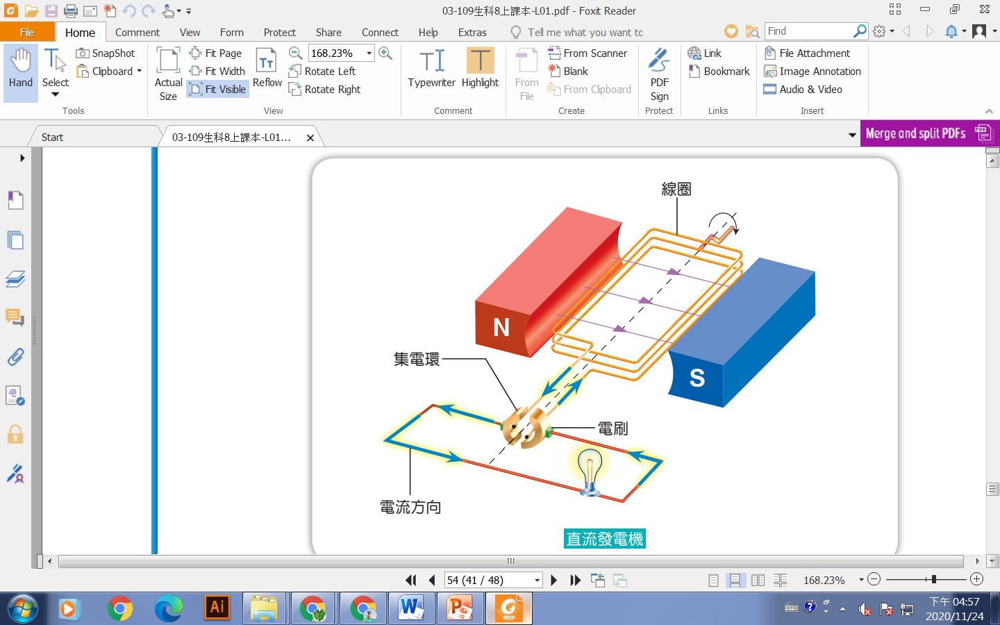 03-109生科8上課本-L01.pdf - Foxit Reader
File Home Comment View Form Protect Share Connect Help Extras Tell me what you want to Find
Hand
Select
SnapShot
Clipboard
Tools
Actual Size
Fit Page
Fit Width
Fit Visible
Reflow
168.23%
Rotate Left
Rotate Right
View
Typewriter
Highlight
Comment
From File
From Scanner
Blank
From Clipboard
Create
PDF Sign
Protect
Link
Bookmark
Links
File Attachment
Image Annotation
Audio & Video
Insert
Start
03-109生科8上課本-L01...
Merge and split PDFs
線圈
N
S
集電環
電刷
電流方向
直流發電機
54 (41 / 48)
168.23%
Ai
W
P
PDF
下午 04:57
2020/11/24